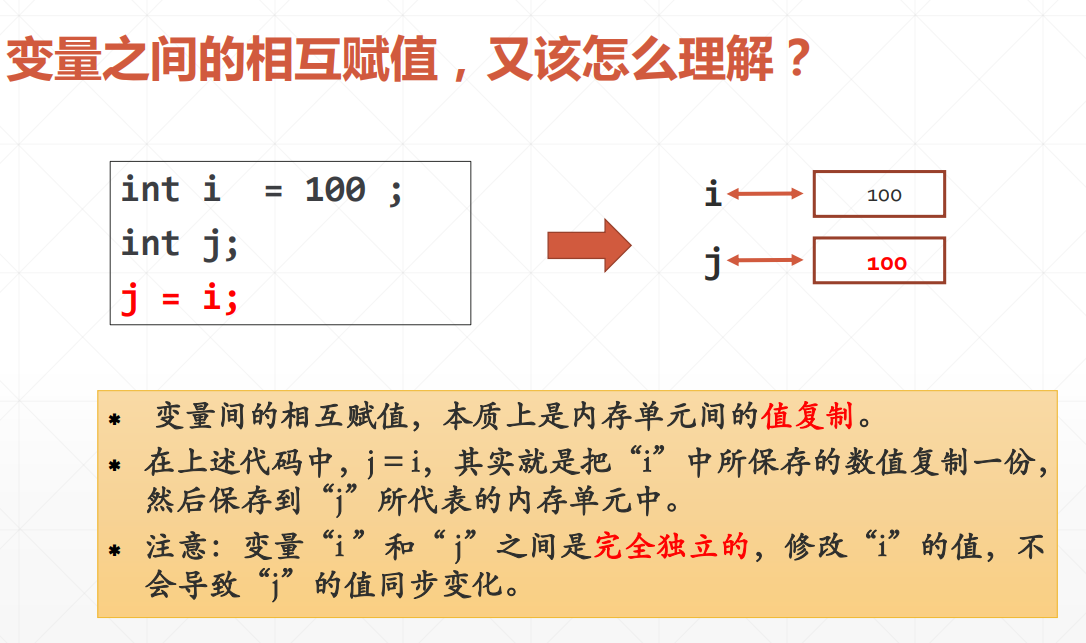 变量之间的相互赋值，又该怎么理解？
int i  = 100 ;
int j;
j = i;
i
100
j
100
* 变量间的相互赋值，本质上是内存单元间的值复制。
* 在上述代码中，j＝i，其实就是把“i”中所保存的数值复制一份，
然后保存到“j”所代表的内存单元中。
* 注意：变量“i ”和“ j”之间是完全独立的，修改“i”的值，不
会导致“j”的值同步变化。